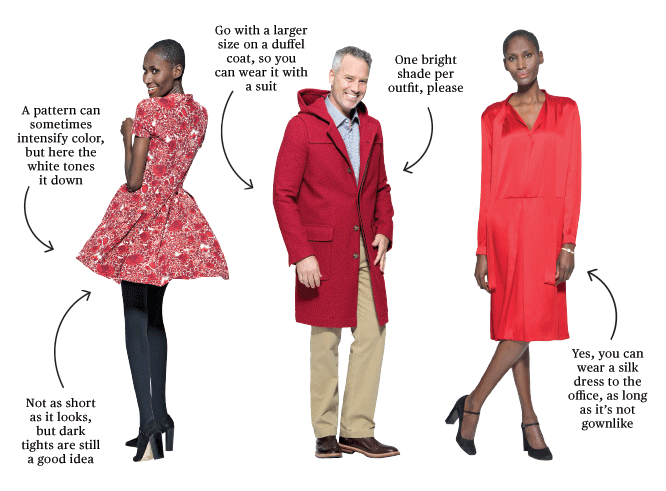 A pattern can
sometimes
intensify color,
but here the
white tones
it down
Not as short
as it looks,
but dark
tights are still
a good idea
Go with a larger
size on a duffel
coat, so you
can wear it with
a suit
One bright
shade per
outfit, please
Yes, you can
wear a silk
dress to the
office, as long
as it's not
gownlike